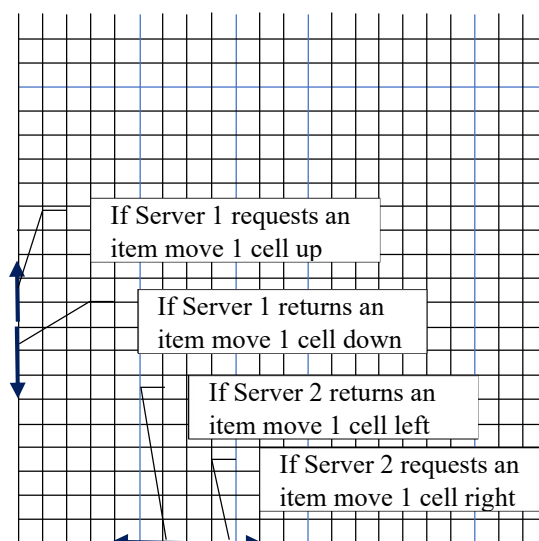 If Server 1 requests an
item move 1 cell up
If Server 1 returns an
item move 1 cell down
If Server 2 returns an
item move 1 cell left
If Server 2 requests an
item move 1 cell right